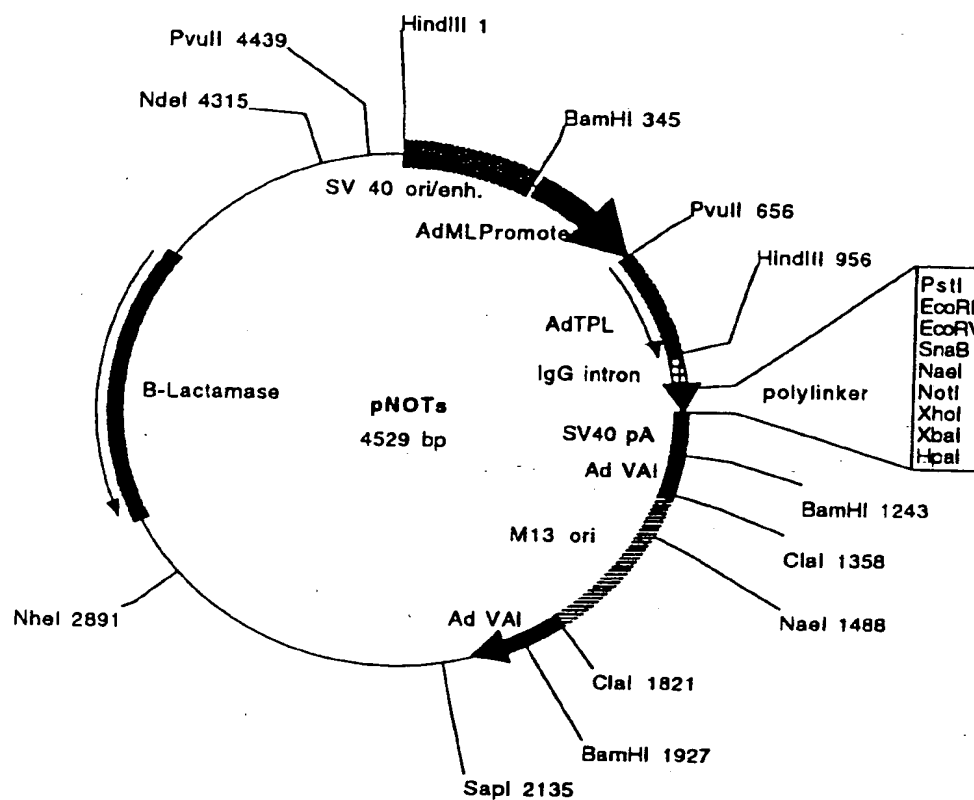 HindIII 1
PvuII 4439
NdeI 4315
BamHI 345
SV 40 ori/enh.
AdMLPromote
PvuII 656
HindIII 956
AdTPL
IgG intron
PstI
EcoRI
EcoRV
SnaB
NaeI
NotI
XhoI
XbaI
HpaI
polylinker
B-Lactamase
pNOTs
4529 bp
SV40 pA
Ad VAI
BamHI 1243
M13 ori
ClaI 1358
NaeI 1488
NheI 2891
Ad VAI
ClaI 1821
BamHI 1927
SapI 2135